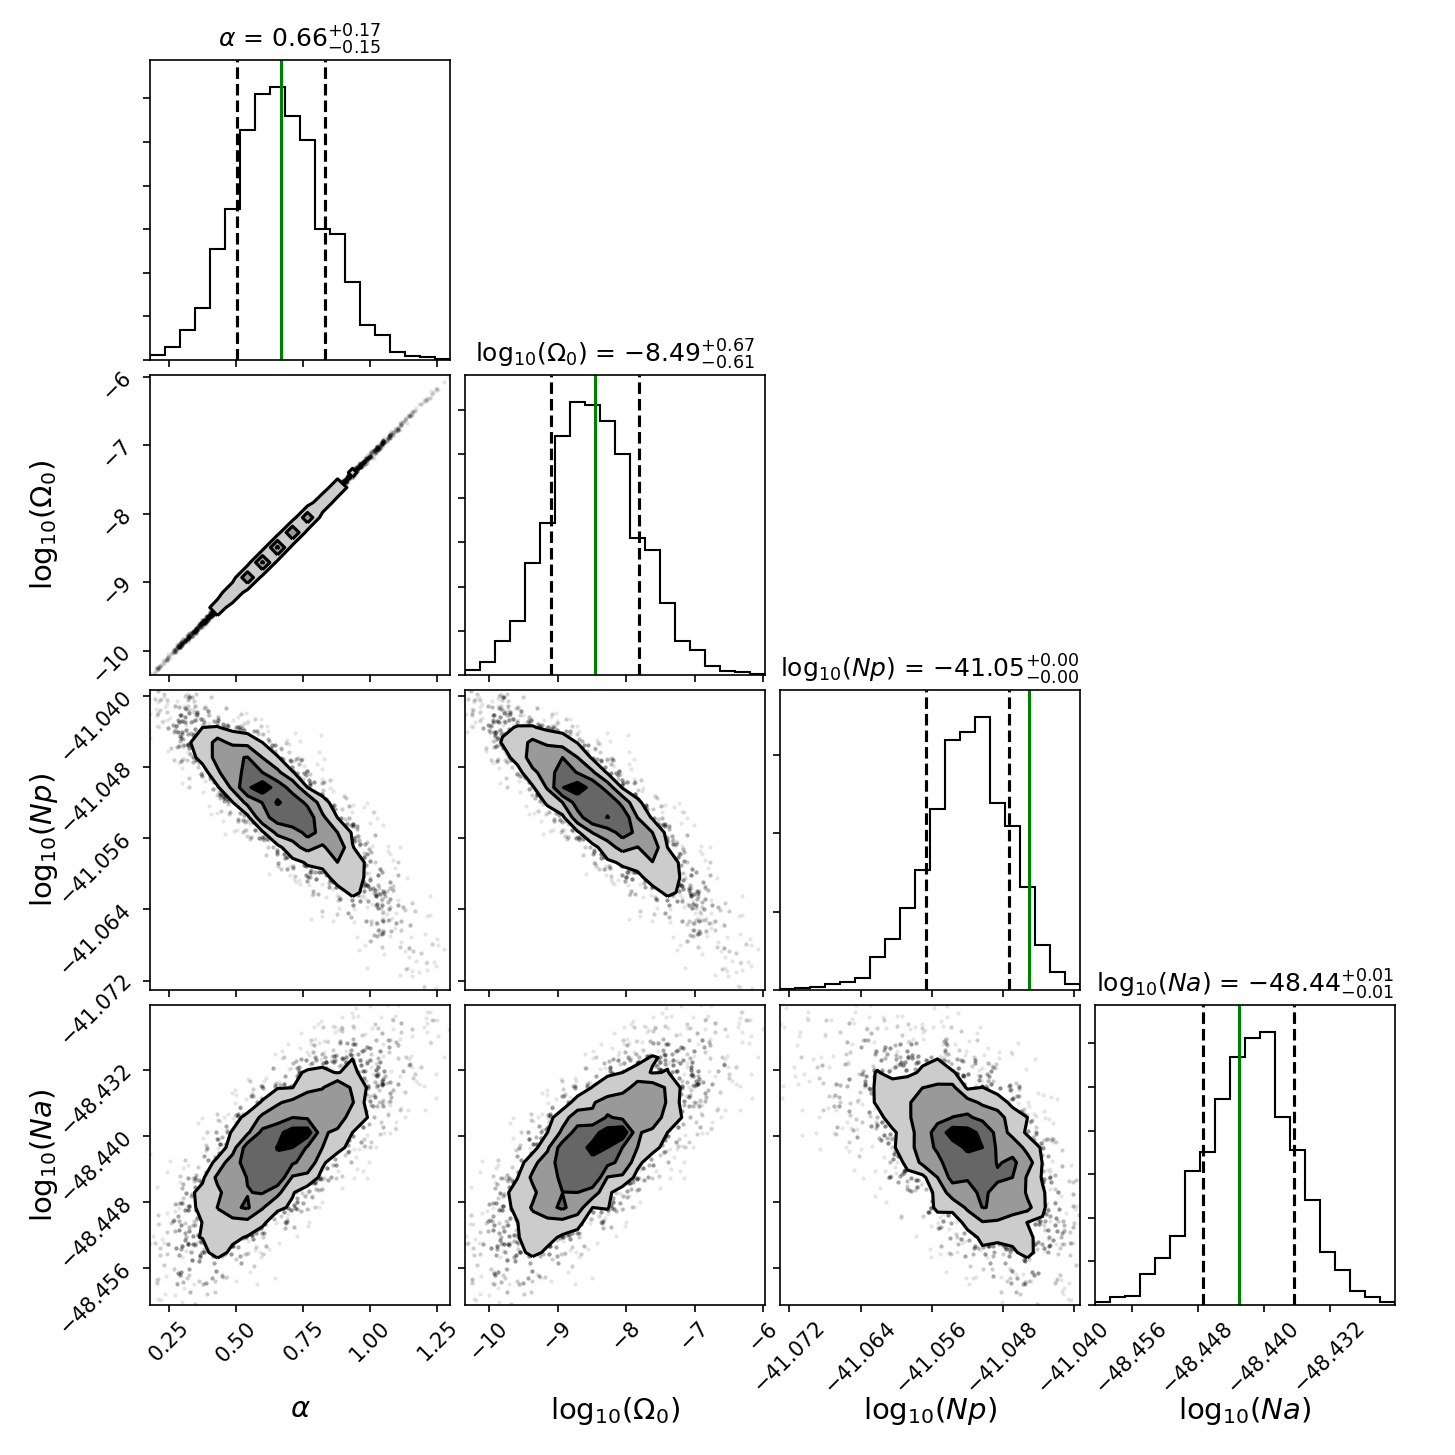 α = 0.66+0.17 −0.15
log10(Ω0) = −8.49+0.67 −0.61
−6
−7
−8
−9
−10
log10(Ω0)
log10(Np) = −41.05+0.00 −0.00
−41.040
−41.048
−41.056
−41.064
−41.072
log10(Np)
log10(Na) = −48.44+0.01 −0.01
−48.432
−48.440
−48.448
−48.456
log10(Na)
0.25 0.50 0.75 1.00 1.25
−10 −9 −8 −7 −6
−41.072 −41.064 −41.056 −41.048 −41.040
−48.456 −48.448 −48.440 −48.432
α log10(Ω0) log10(Np) log10(Na)